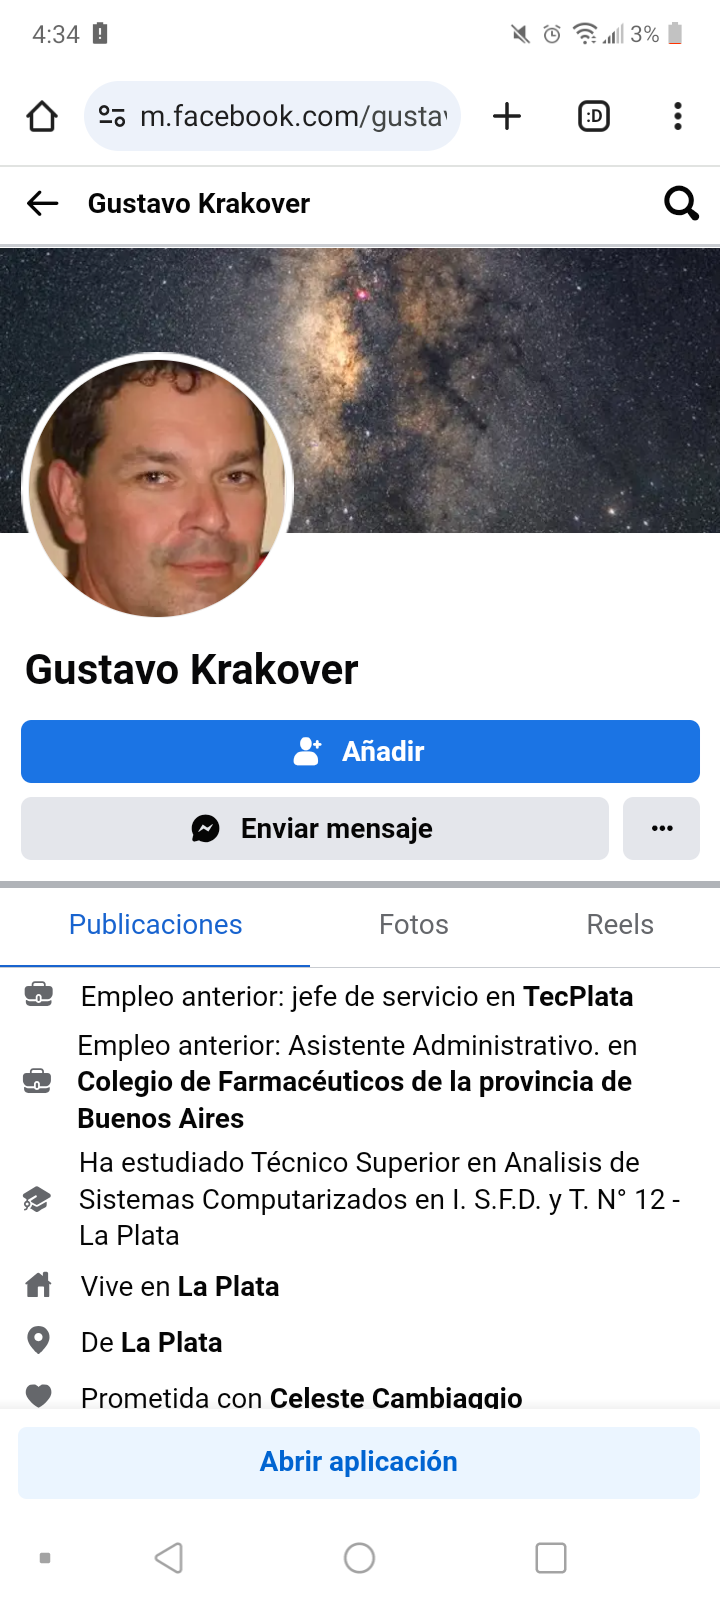 4:34
3%
m.facebook.com/gusta
:D
Gustavo Krakover
Gustavo Krakover
Añadir
Enviar mensaje
Publicaciones
Fotos
Reels
Empleo anterior: jefe de servicio en TecPlata
Empleo anterior: Asistente Administrativo. en
Colegio de Farmacéuticos de la provincia de
Buenos Aires
Ha estudiado Técnico Superior en Analisis de
Sistemas Computarizados en I. S.F.D. y T. N° 12 -
La Plata
Vive en La Plata
De La Plata
Prometida con Celeste Cambiaggio
Abrir aplicación